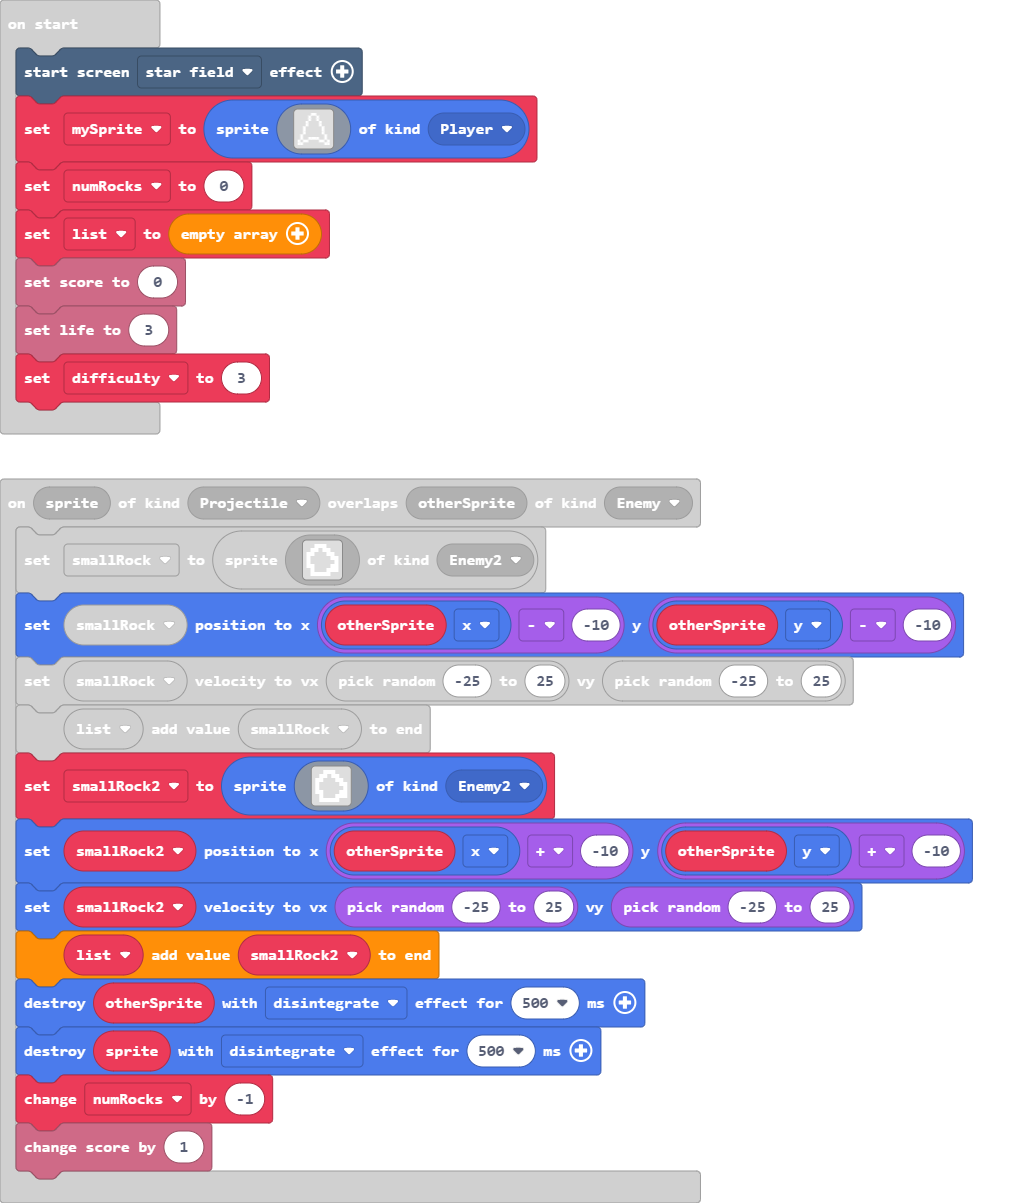 on start
start screen star field effect
set mySprite to sprite of kind Player
set numRocks to 0
set list to empty array
set score to 0
set life to 3
set difficulty to 3
on sprite of kind Projectile overlaps otherSprite of kind Enemy
set smallRock to sprite of kind Enemy2
set smallRock position to x otherSprite x - -10 y otherSprite y - -10
set smallRock velocity to vx pick random -25 to 25 vy pick random -25 to 25
list add value smallRock to end
set smallRock2 to sprite of kind Enemy2
set smallRock2 position to x otherSprite x + -10 y otherSprite y + -10
set smallRock2 velocity to vx pick random -25 to 25 vy pick random -25 to 25
list add value smallRock2 to end
destroy otherSprite with disintegrate effect for 500 ms
destroy sprite with disintegrate effect for 500 ms
change numRocks by -1
change score by 1